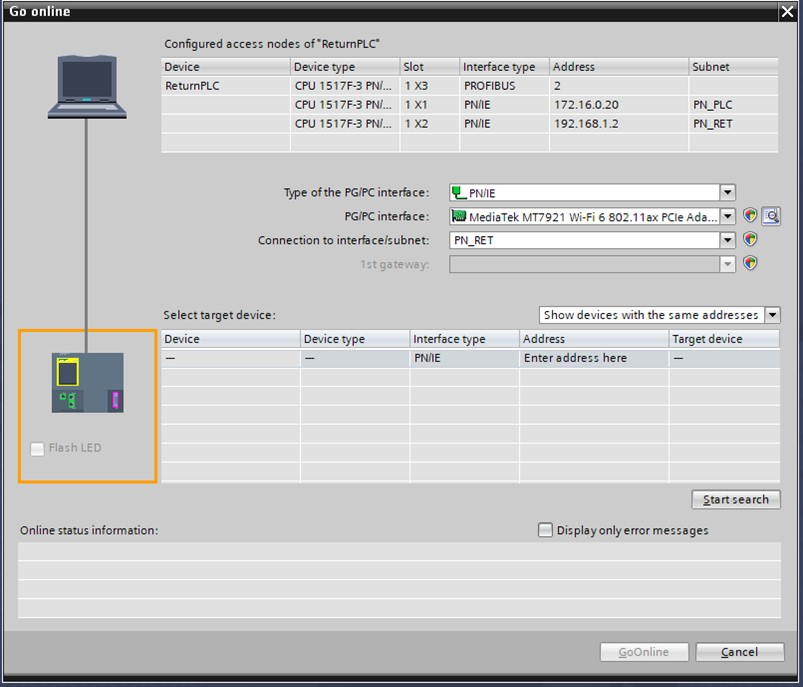 Go online
Configured access nodes of "ReturnPLC"
Device Device type Slot Interface type Address Subnet
ReturnPLC CPU 1517F-3 PN/... 1 X3 PROFIBUS 2
CPU 1517F-3 PN/... 1 X1 PN/IE 172.16.0.20 PN_PLC
CPU 1517F-3 PN/... 1 X2 PN/IE 192.168.1.2 PN_RET
Type of the PG/PC interface: PN/IE
PG/PC interface: MediaTek MT7921 Wi-Fi 6 802.11ax PCIe Ada...
Connection to interface/subnet: PN_RET
1st gateway:
Select target device: Show devices with the same addresses
Device Device type Interface type Address Target device
— — PN/IE Enter address here —
Flash LED
Start search
Online status information: Display only error messages
GoOnline Cancel